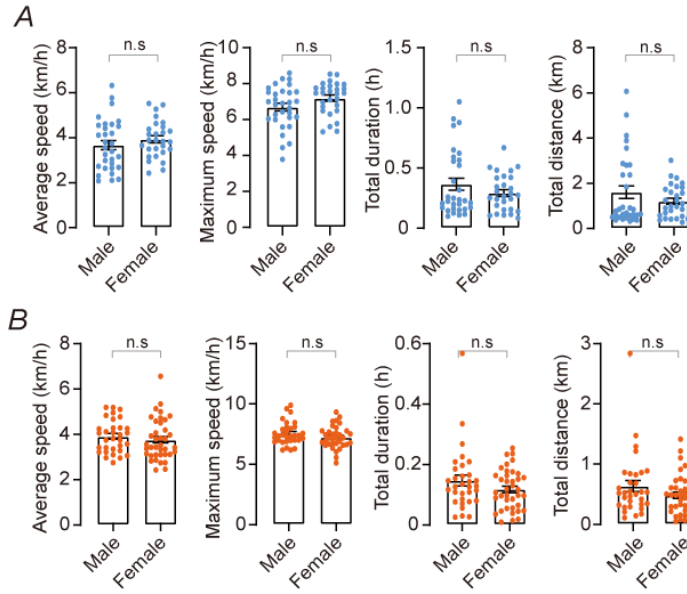 A
n.s
Average speed (km/h)
8
6
4
2
0
Male
Female
n.s
Maximum speed (km/h)
10
8
6
4
2
0
Male
Female
n.s
Total duration (h)
1.5
1.0
0.5
0
Male
Female
n.s
Total distance (km)
8
6
4
2
0
Male
Female
B
n.s
Average speed (km/h)
8
6
4
2
0
Male
Female
n.s
Maximum speed (km/h)
15
10
5
0
Male
Female
n.s
Total duration (h)
0.6
0.4
0.2
0
Male
Female
n.s
Total distance (km)
3
2
1
0
Male
Female